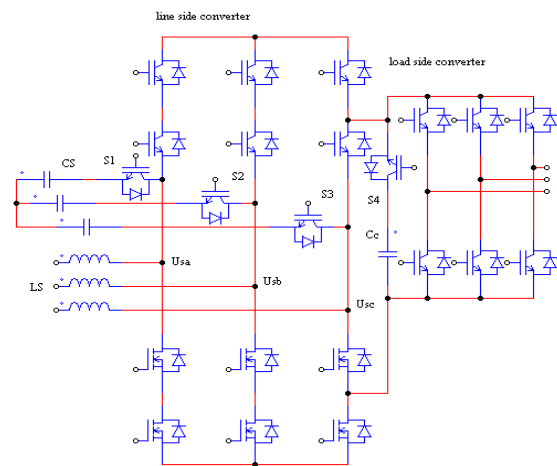 line side converter
load side converter
CS
S1
S2
S3
S4
Cc
Usa
LS
Usb
Usc